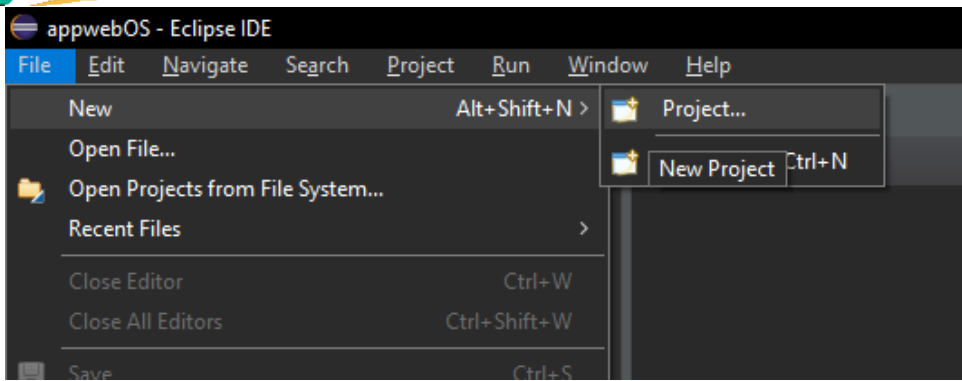 appwebOS - Eclipse IDE
File Edit Navigate Search Project Run Window Help
New Alt+Shift+N >
Project...
Open File...
New Project
Ctrl+N
Open Projects from File System...
Recent Files >
Close Editor Ctrl+W
Close All Editors Ctrl+Shift+W
Save Ctrl+S